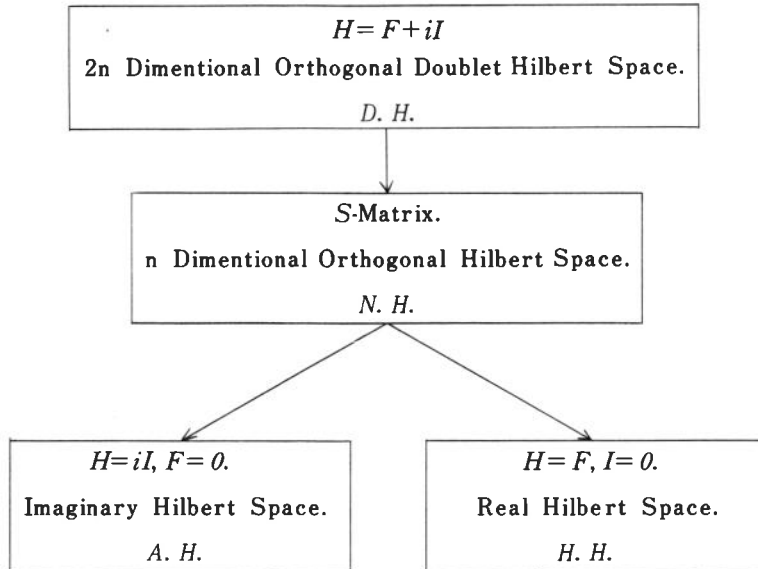 H=F+iI
2n Dimentional Orthogonal Doublet Hilbert Space.
D. H.
S-Matrix.
n Dimentional Orthogonal Hilbert Space.
N. H.
H=iI, F=0.
Imaginary Hilbert Space.
A. H.
H=F, I=0.
Real Hilbert Space.
H. H.